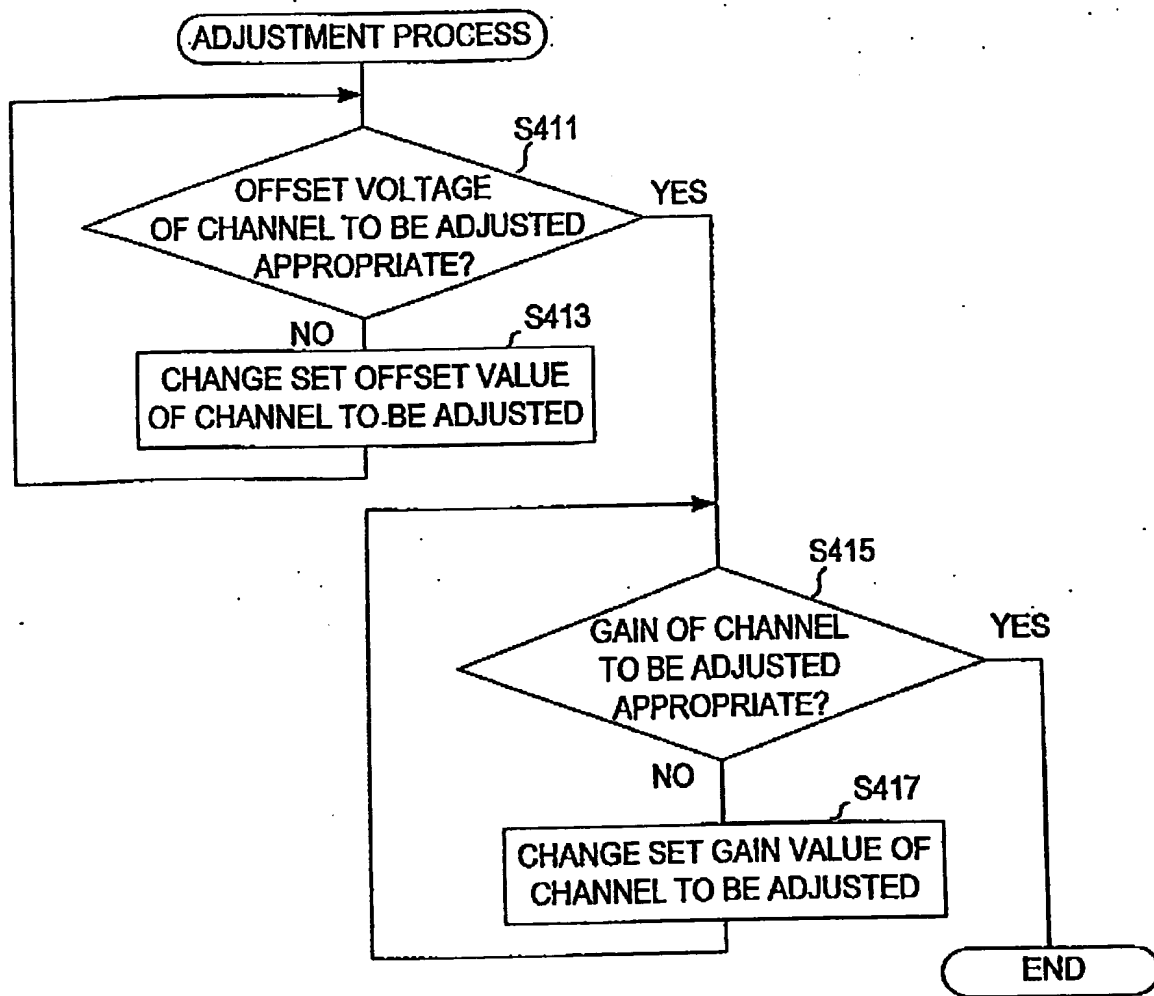 ADJUSTMENT PROCESS
S411
OFFSET VOLTAGE
OF CHANNEL TO BE ADJUSTED
APPROPRIATE?
YES
NO
S413
CHANGE SET OFFSET VALUE
OF CHANNEL TO BE ADJUSTED
S415
GAIN OF CHANNEL
TO BE ADJUSTED
APPROPRIATE?
YES
NO
S417
CHANGE SET GAIN VALUE OF
CHANNEL TO BE ADJUSTED
END